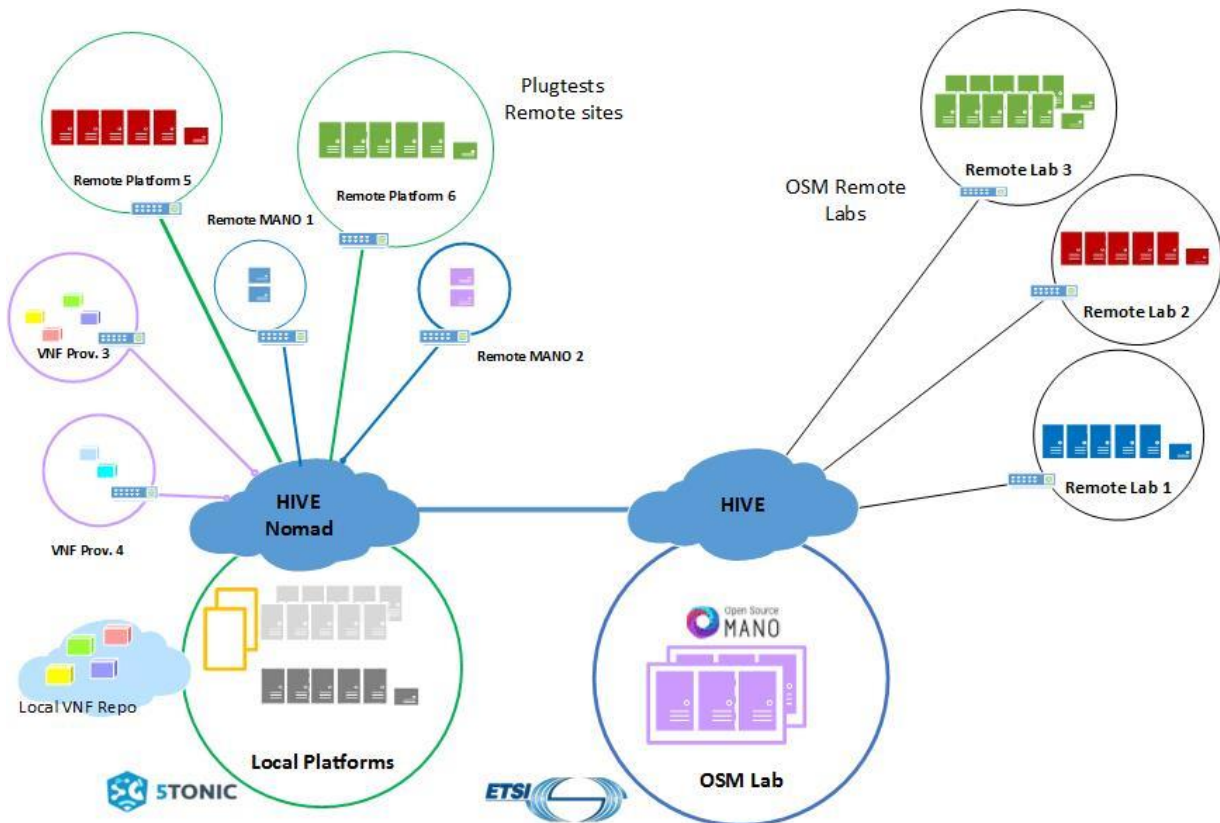 Plugtests
Remote sites
Remote Platform 5
Remote Platform 6
Remote MANO 1
Remote MANO 2
VNF Prov. 3
VNF Prov. 4
HIVE
Nomad
Local VNF Repo
Local Platforms
5TONIC
OSM Remote
Labs
Remote Lab 3
Remote Lab 2
Remote Lab 1
HIVE
Open Source
MANO
OSM Lab
ETSI